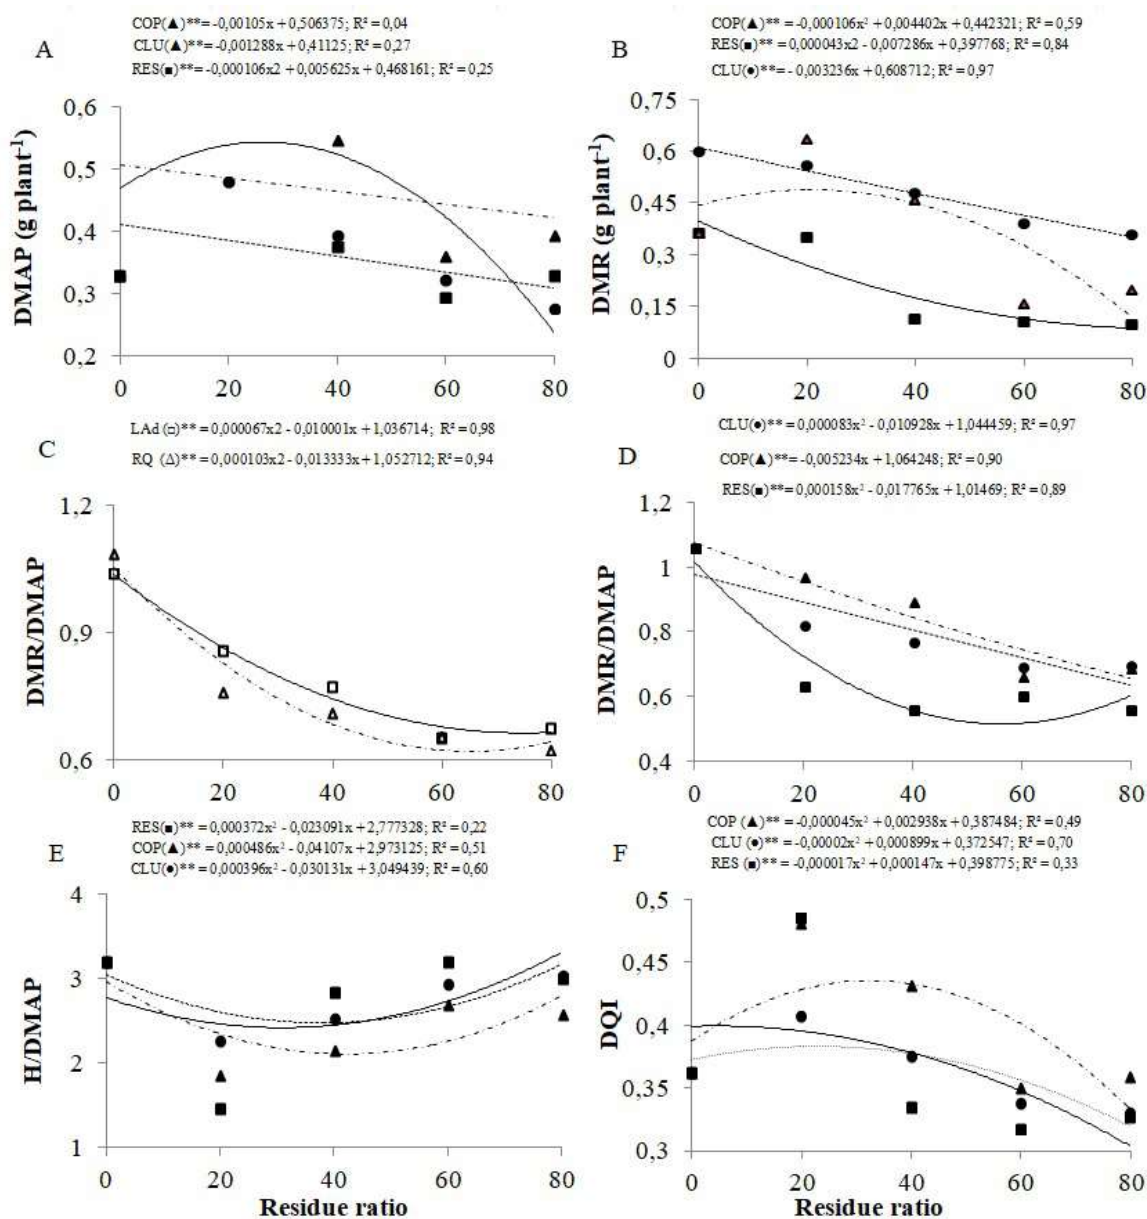 COP(▲)**= -0,00105x + 0,506375; R² = 0,04
A
CLU(▲)**= -0,001288x + 0,41125; R² = 0,27
RES(■)**= -0,000106x2 + 0,005625x + 0,468161; R² = 0,25
0,6
0,5
0,4
0,3
0,2
DMAP (g plant⁻¹)
0 20 40 60 80
COP(▲)**= -0,000106x² + 0,004402x + 0,442321; R² = 0,59
B
RES(■)** = 0,000043x2 - 0,007286x + 0,397768; R² = 0,84
CLU(●)**= - 0,003236x + 0,608712; R² = 0,97
0,75
0,6
0,45
0,3
0,15
0
DMR (g plant⁻¹)
0 20 40 60 80
LAd (□)** = 0,000067x2 - 0,010001x + 1,036714; R² = 0,98
C
RQ (Δ)** = 0,000103x2 - 0,013333x + 1,052712; R² = 0,94
1,2
0,9
0,6
DMR/DMAP
0 20 40 60 80
CLU(●)** = 0,000083x² - 0,010928x + 1,044459; R² = 0,97
D
COP(▲)**= -0,005234x + 1,064248; R² = 0,90
RES(■)**= 0,000158x² - 0,017765x + 1,01469; R² = 0,89
1,2
1
0,8
0,6
0,4
DMR/DMAP
0 20 40 60 80
RES(■)** = 0,000372x² - 0,023091x + 2,777328; R² = 0,22
E
COP(▲)** = 0,000486x² - 0,04107x + 2,973125; R² = 0,51
CLU(●)** = 0,000396x² - 0,030131x + 3,049439; R² = 0,60
4
3
2
1
H/DMAP
0 20 40 60 80
Residue ratio
COP (▲)** = -0,000045x² + 0,002938x + 0,387484; R² = 0,49
F
CLU (●)** = -0,00002x² + 0,000899x + 0,372547; R² = 0,70
RES (■)** = -0,000017x² + 0,000147x + 0,398775; R² = 0,33
0,5
0,45
0,4
0,35
0,3
DQI
0 20 40 60 80
Residue ratio